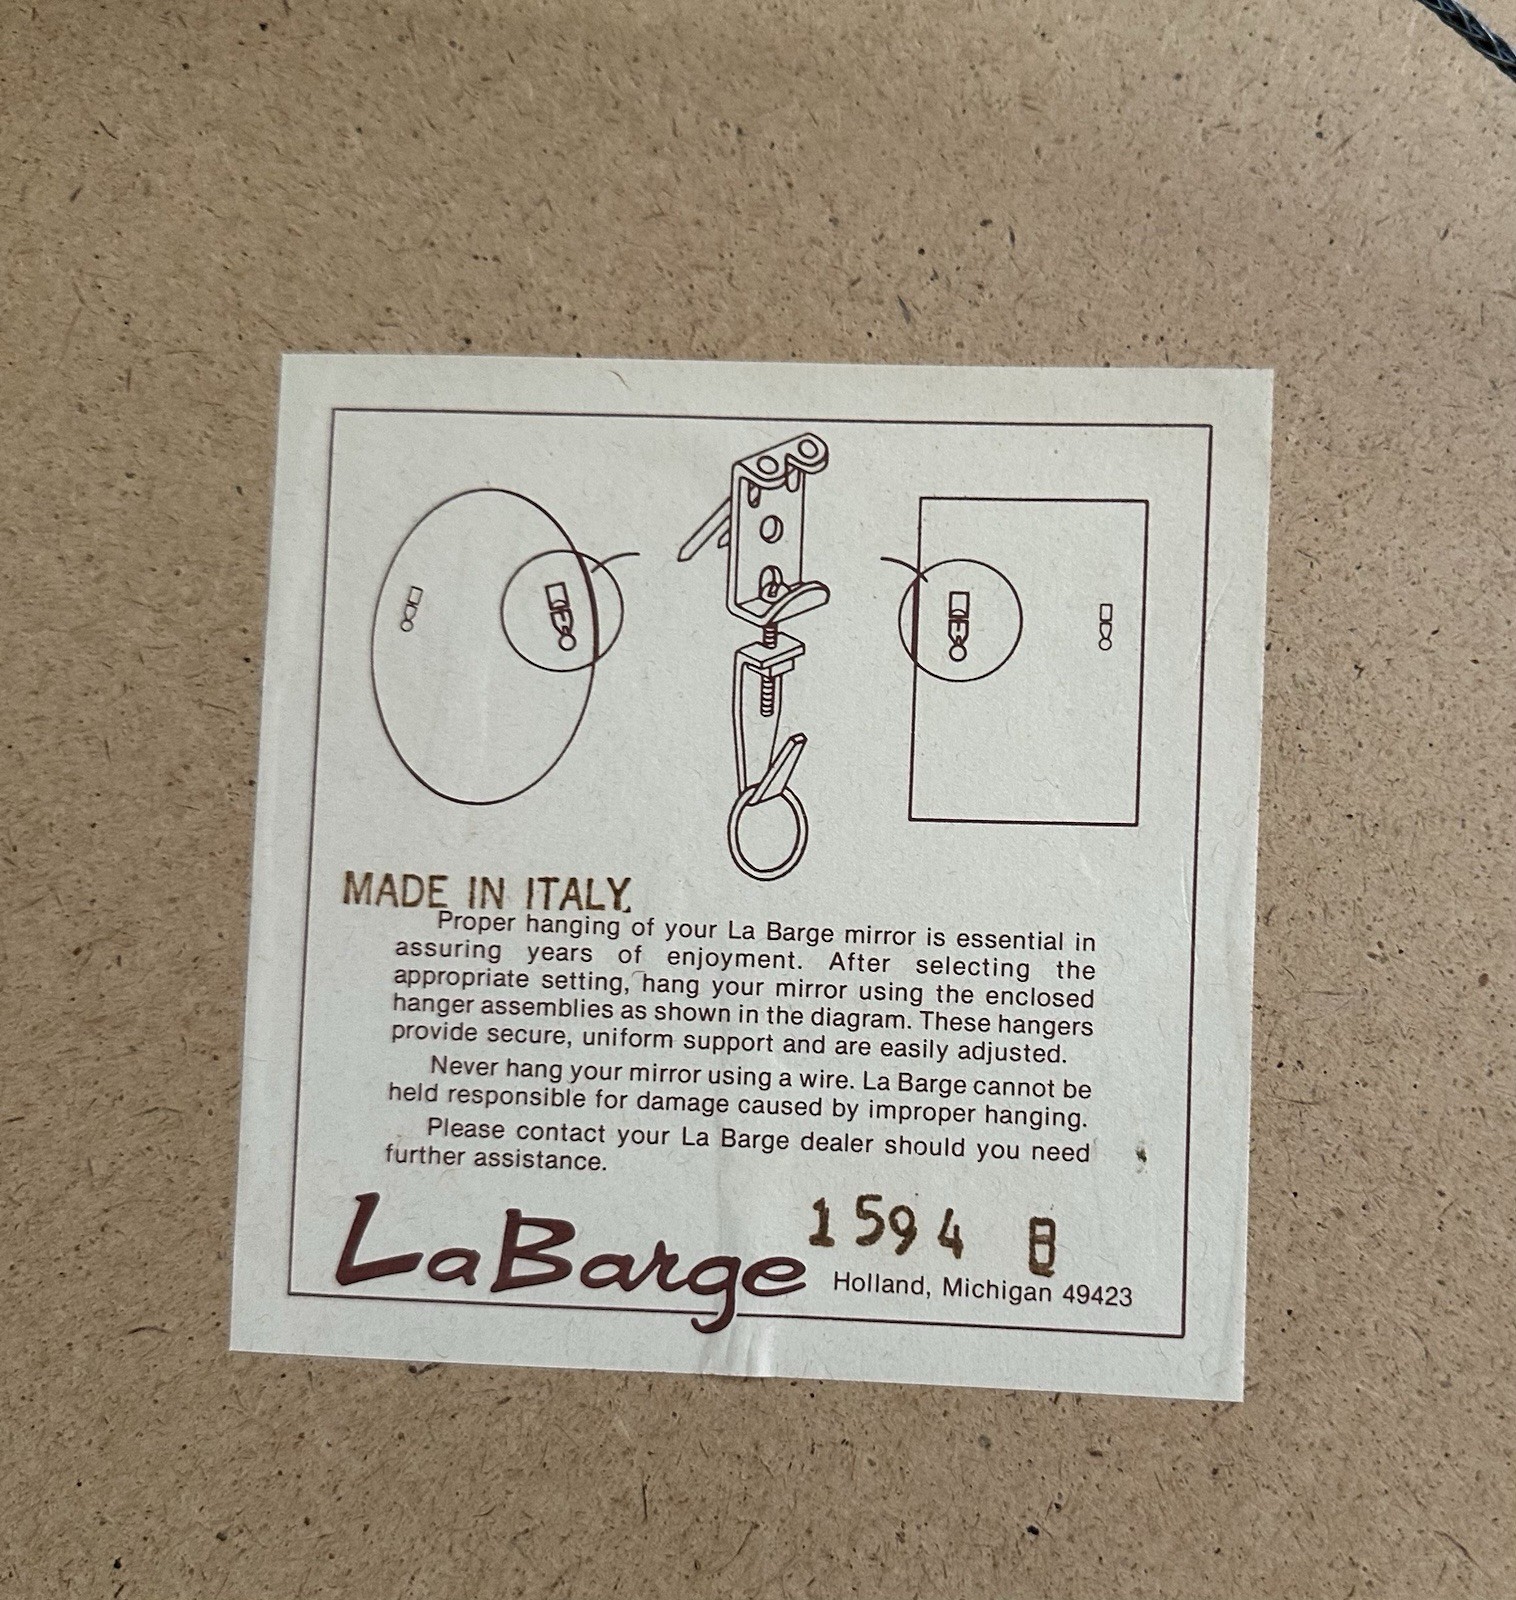 MADE IN ITALY.
Proper hanging of your La Barge mirror is essential in
assuring years of enjoyment. After selecting the
appropriate setting, hang your mirror using the enclosed
hanger assemblies as shown in the diagram. These hangers
provide secure, uniform support and are easily adjusted.
Never hang your mirror using a wire. La Barge cannot be
held responsible for damage caused by improper hanging.
Please contact your La Barge dealer should you need
further assistance.
LaBarge
1594 8
Holland, Michigan 49423